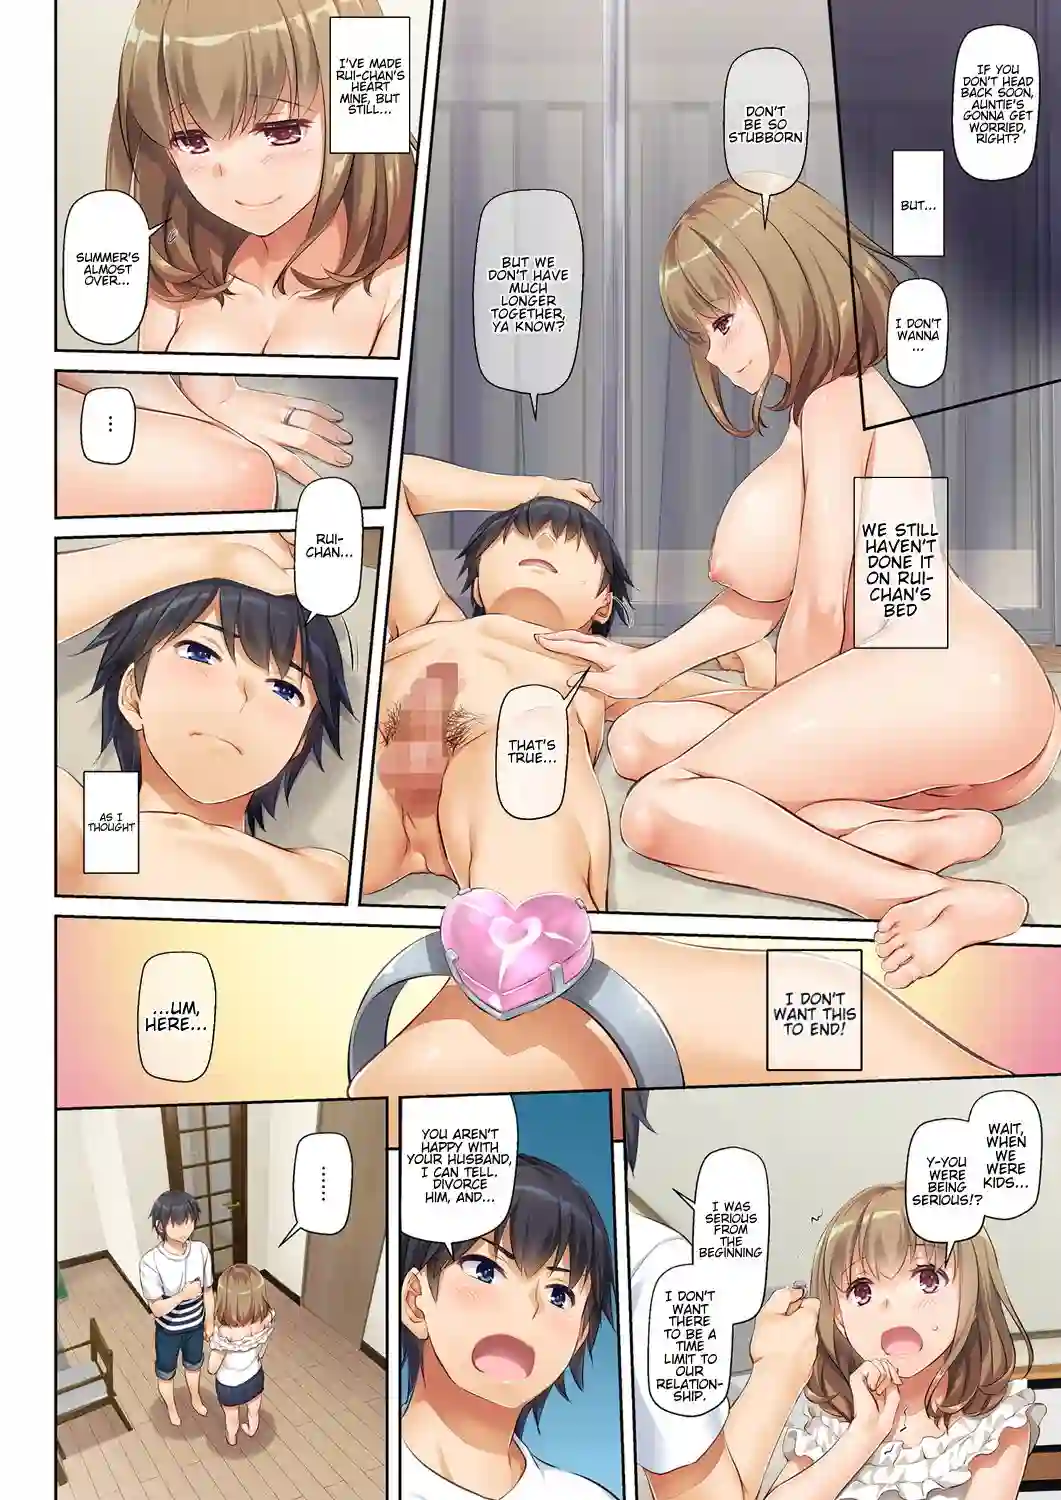 IF YOU
DON'T HEAD
BACK SOON,
AUNTIE'S
GONNA GET
WORRIED,
RIGHT?
BUT...
I DON'T
WANNA
...
DON'T
BE SO
STUBBORN
BUT WE
DON'T HAVE
MUCH
LONGER
TOGETHER,
YA KNOW?
WE STILL
HAVEN'T
DONE IT
ON RUI-
CHAN'S
BED
THAT'S
TRUE...
I'VE MADE
RUI-CHAN'S
HEART
MINE, BUT
STILL...
SUMMER'S
ALMOST
OVER...
...
RUI-
CHAN...
AS I
THOUGHT
I DON'T
WANT THIS
TO END!
...UM,
HERE...
WAIT,
WHEN
WE
WERE
KIDS...
Y-YOU
WERE
BEING
SERIOUS!?
I WAS
SERIOUS
FROM
THE
BEGINNING
I DON'T
WANT
THERE
TO BE A
TIME
LIMIT TO
OUR
RELATION-
SHIP.
YOU AREN'T
HAPPY WITH
YOUR HUSBAND,
I CAN TELL.
DIVORCE
HIM, AND...
......